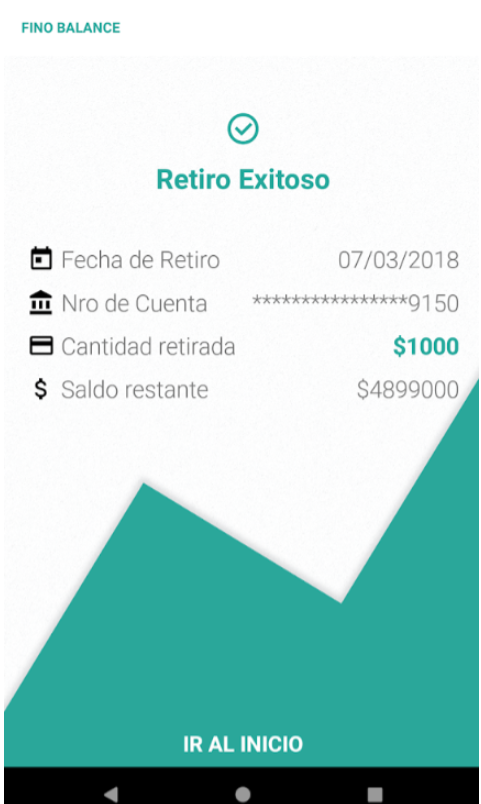 FINO BALANCE
Retiro Exitoso
Fecha de Retiro 07/03/2018
Nro de Cuenta ****************9150
Cantidad retirada $1000
$ Saldo restante $4899000
IR AL INICIO